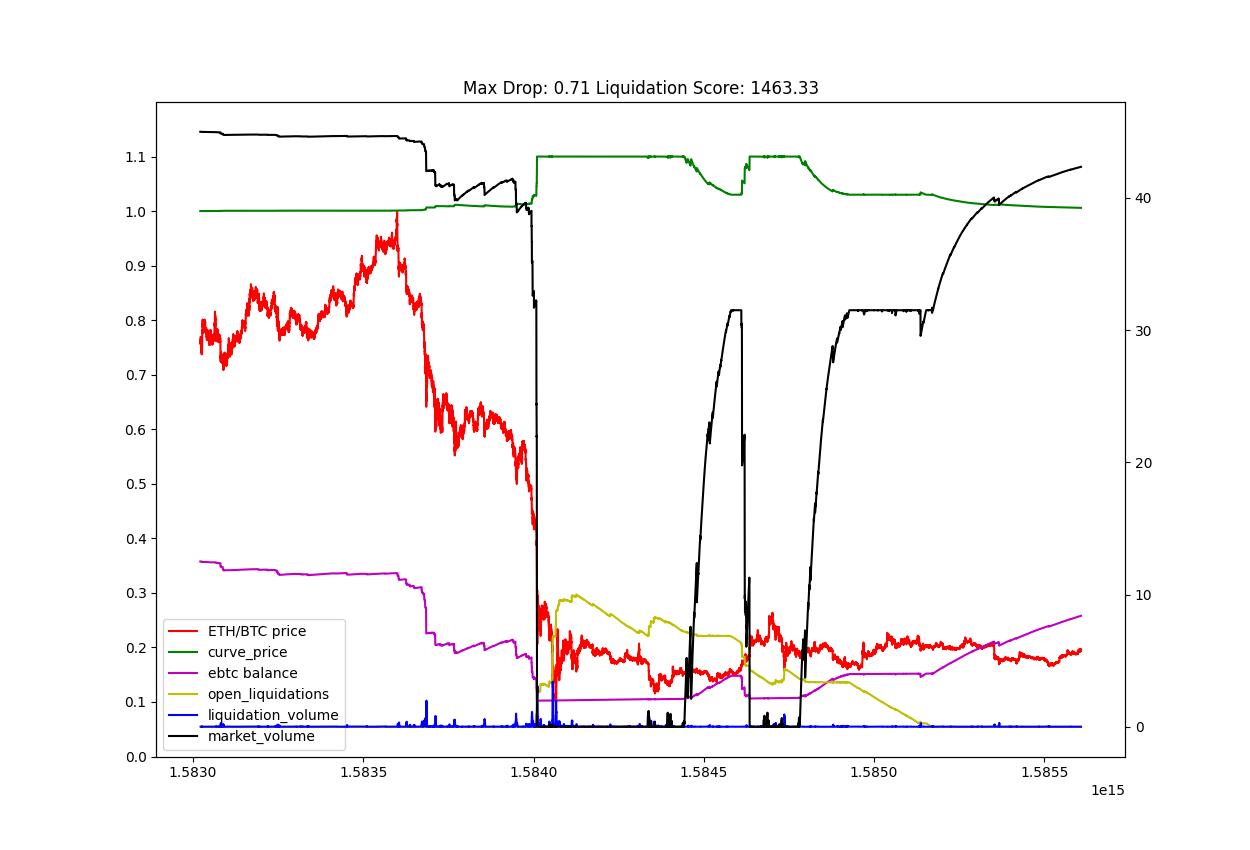 Max Drop: 0.71 Liquidation Score: 1463.33
1.1
1.0
0.9
0.8
0.7
0.6
0.5
0.4
0.3
0.2
0.1
0.0
40
30
20
10
0
ETH/BTC price
curve_price
ebtc balance
open_liquidations
liquidation_volume
market_volume
1.5830 1.5835 1.5840 1.5845 1.5850 1.5855
1e15